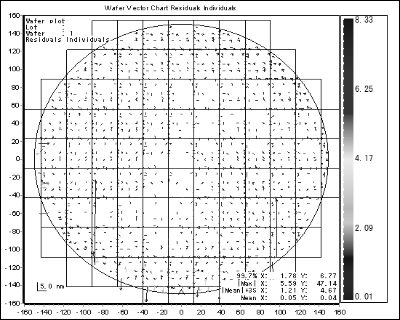 Wafer Vector Chart Residuals Individuals
Wafer plot
Lot :
Wafer : 1
Residuals Individuals
160
140
120
100
80
60
40
20
0
-20
-40
-60
-80
-100
-120
-140
-160
5.0 nm
99.7% X: 1.78 Y: 8.77
|Max| X: 5.59 Y: 47.14
|Mean|+3S X: 1.21 Y: 4.67
Mean X: 0.05 Y: 0.04
-160 -140 -120 -100 -80 -60 -40 -20 0 20 40 60 80 100 120 140 160
8.33
6.25
4.17
2.09
0.01